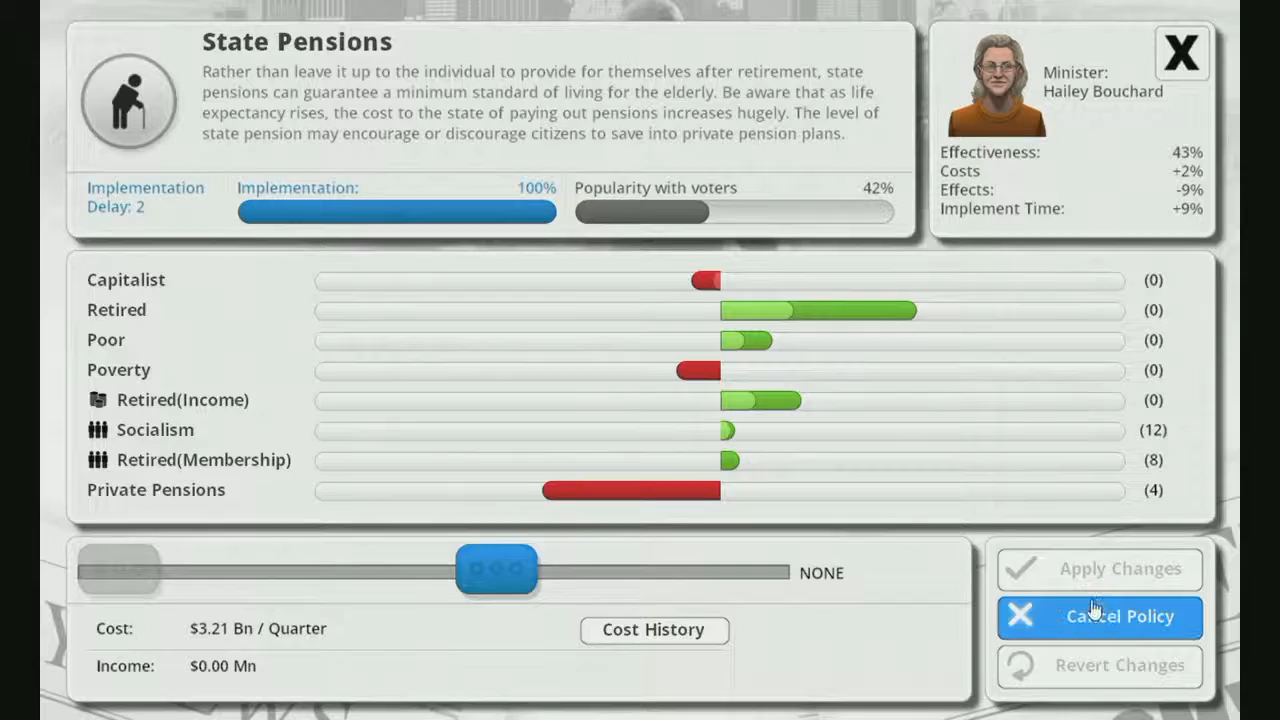 State Pensions
Rather than leave it up to the individual to provide for themselves after retirement, state
pensions can guarantee a minimum standard of living for the elderly. Be aware that as life
expectancy rises, the cost to the state of paying out pensions increases hugely. The level of
state pension may encourage or discourage citizens to save into private pension plans.
Implementation
Delay: 2
Implementation: 100%
Popularity with voters 42%
X
Minister:
Hailey Bouchard
Effectiveness: 43%
Costs +2%
Effects: -9%
Implement Time: +9%
Capitalist (0)
Retired (0)
Poor (0)
Poverty (0)
Retired(Income) (0)
Socialism (12)
Retired(Membership) (8)
Private Pensions (4)
NONE
Cost: $3.21 Bn / Quarter
Cost History
Income: $0.00 Mn
Apply Changes
Cancel Policy
Revert Changes